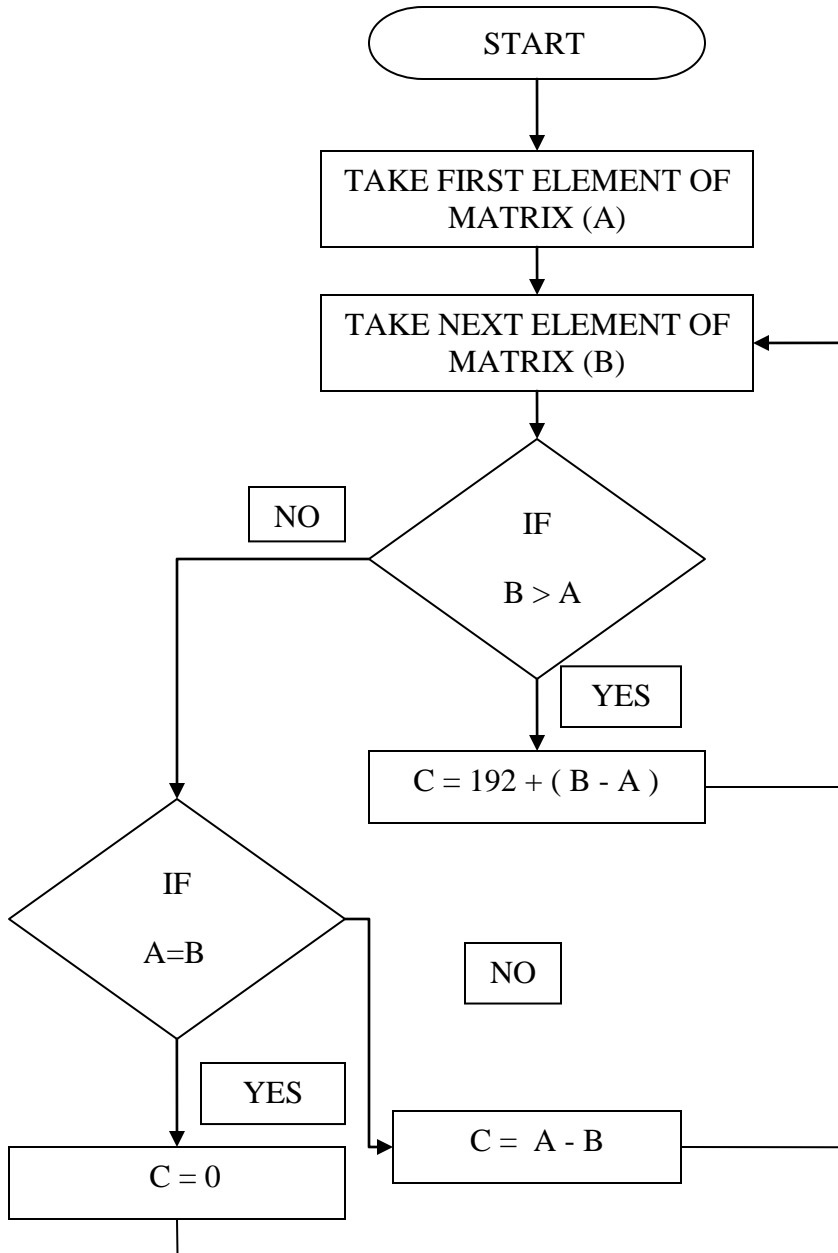 START
TAKE FIRST ELEMENT OF
MATRIX (A)
TAKE NEXT ELEMENT OF
MATRIX (B)
NO
IF
B > A
YES
C = 192 + ( B - A )
IF
A=B
NO
YES
C = A - B
C = 0